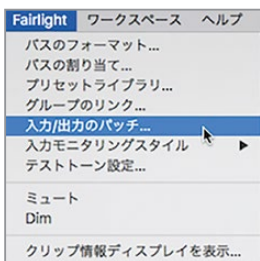 Fairlight ワークスペース ヘルプ
バスのフォーマット...
バスの割り当て...
プリセットライブラリ...
グループのリンク...
入力/出力のパッチ...
入力モニタリングスタイル
テストトーン設定...
ミュート
Dim
クリップ情報ディスプレイを表示...